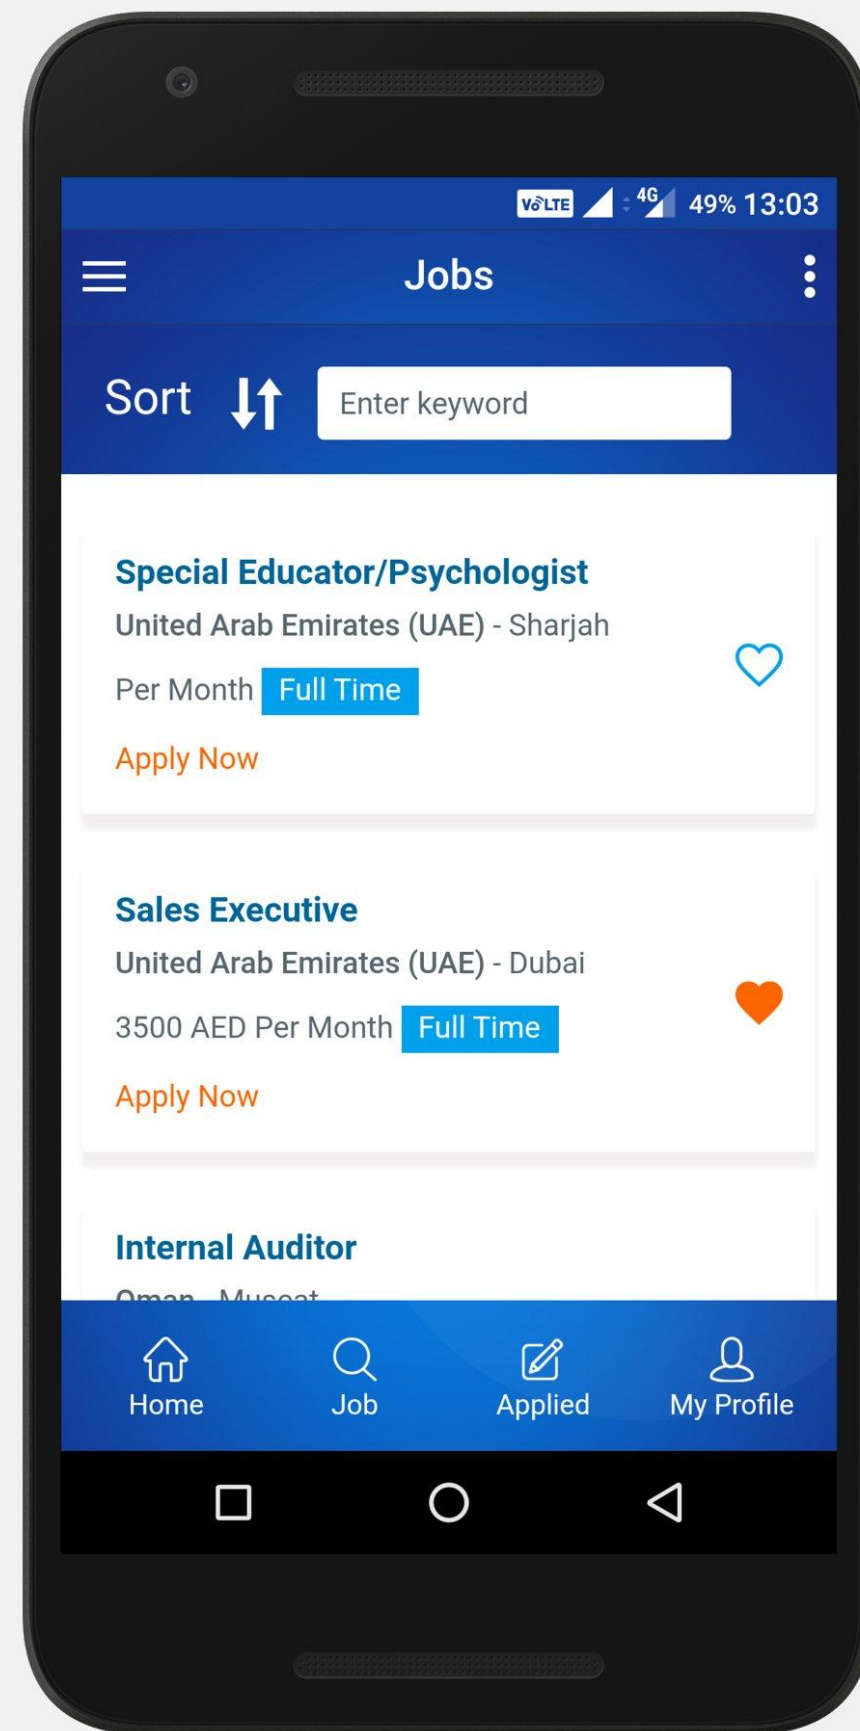 VoLTE 4G 49% 13:03
Jobs
Sort Enter keyword
Special Educator/Psychologist
United Arab Emirates (UAE) - Sharjah
Per Month Full Time
Apply Now
Sales Executive
United Arab Emirates (UAE) - Dubai
3500 AED Per Month Full Time
Apply Now
Internal Auditor
Oman - Muscat
Home Job Applied My Profile